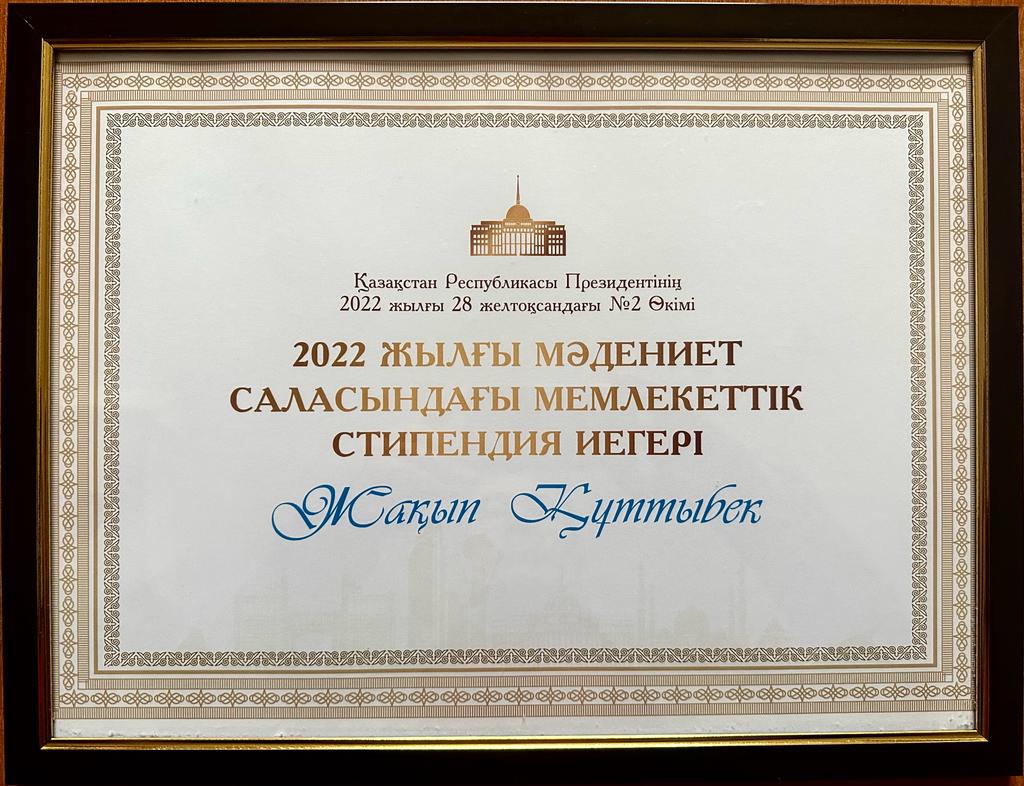 Қазақстан Республикасы Президентінің
2022 жылғы 28 желтоқсандағы №2 Өкімі
2022 ЖЫЛҒЫ МӘДЕНИЕТ
САЛАСЫНДАҒЫ МЕМЛЕКЕТТІК
СТИПЕНДИЯ ИЕГЕРІ
Жақып Құттыбек